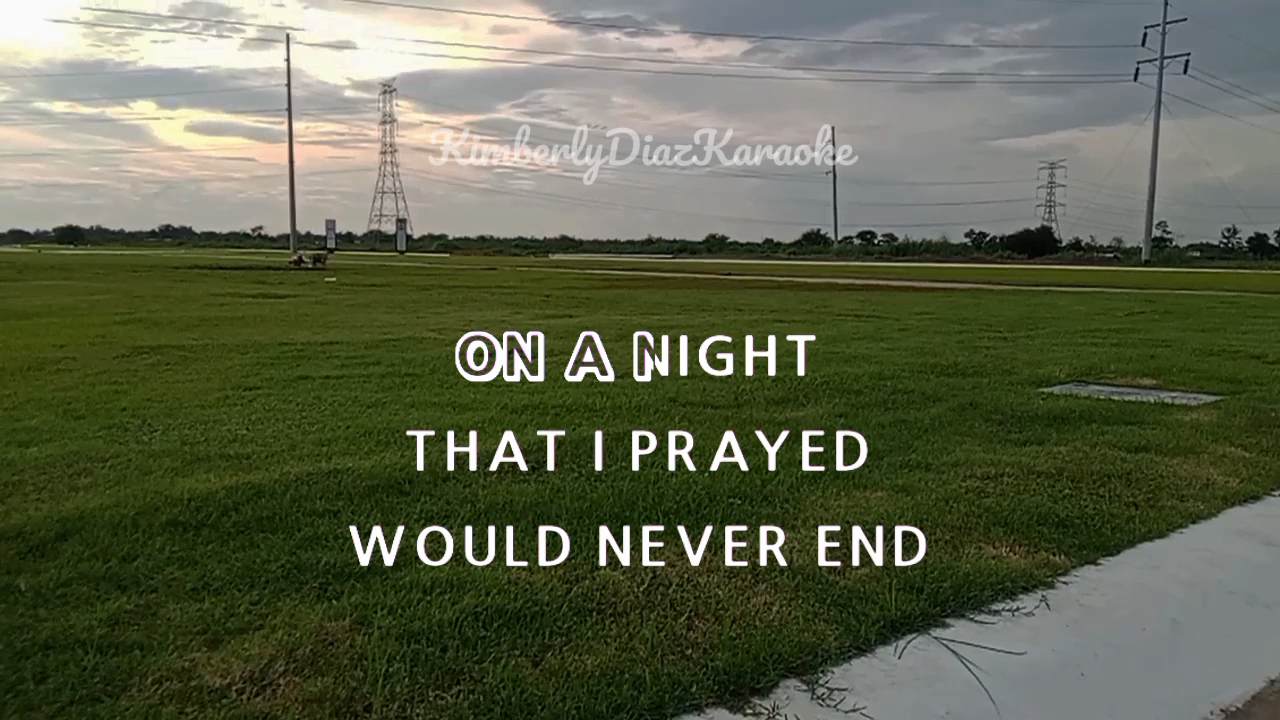 KimberlyDiazKaraoke
ON A NIGHT
THAT I PRAYED
WOULD NEVER END